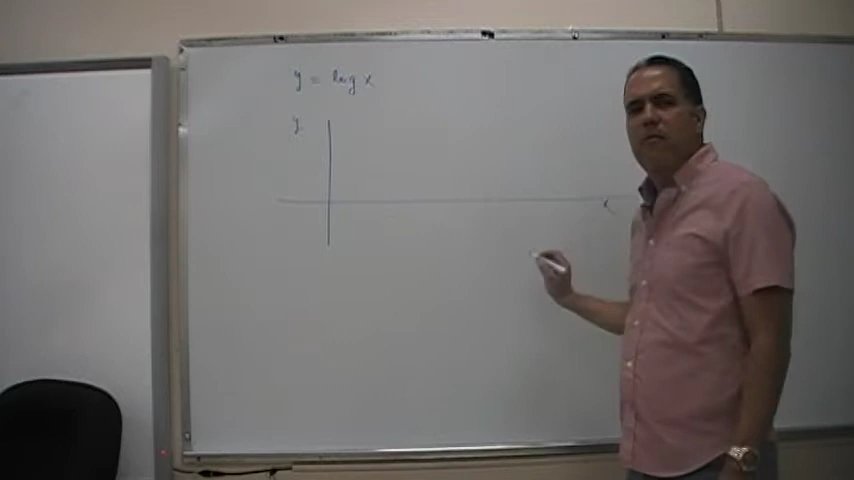 y = log x
y
x